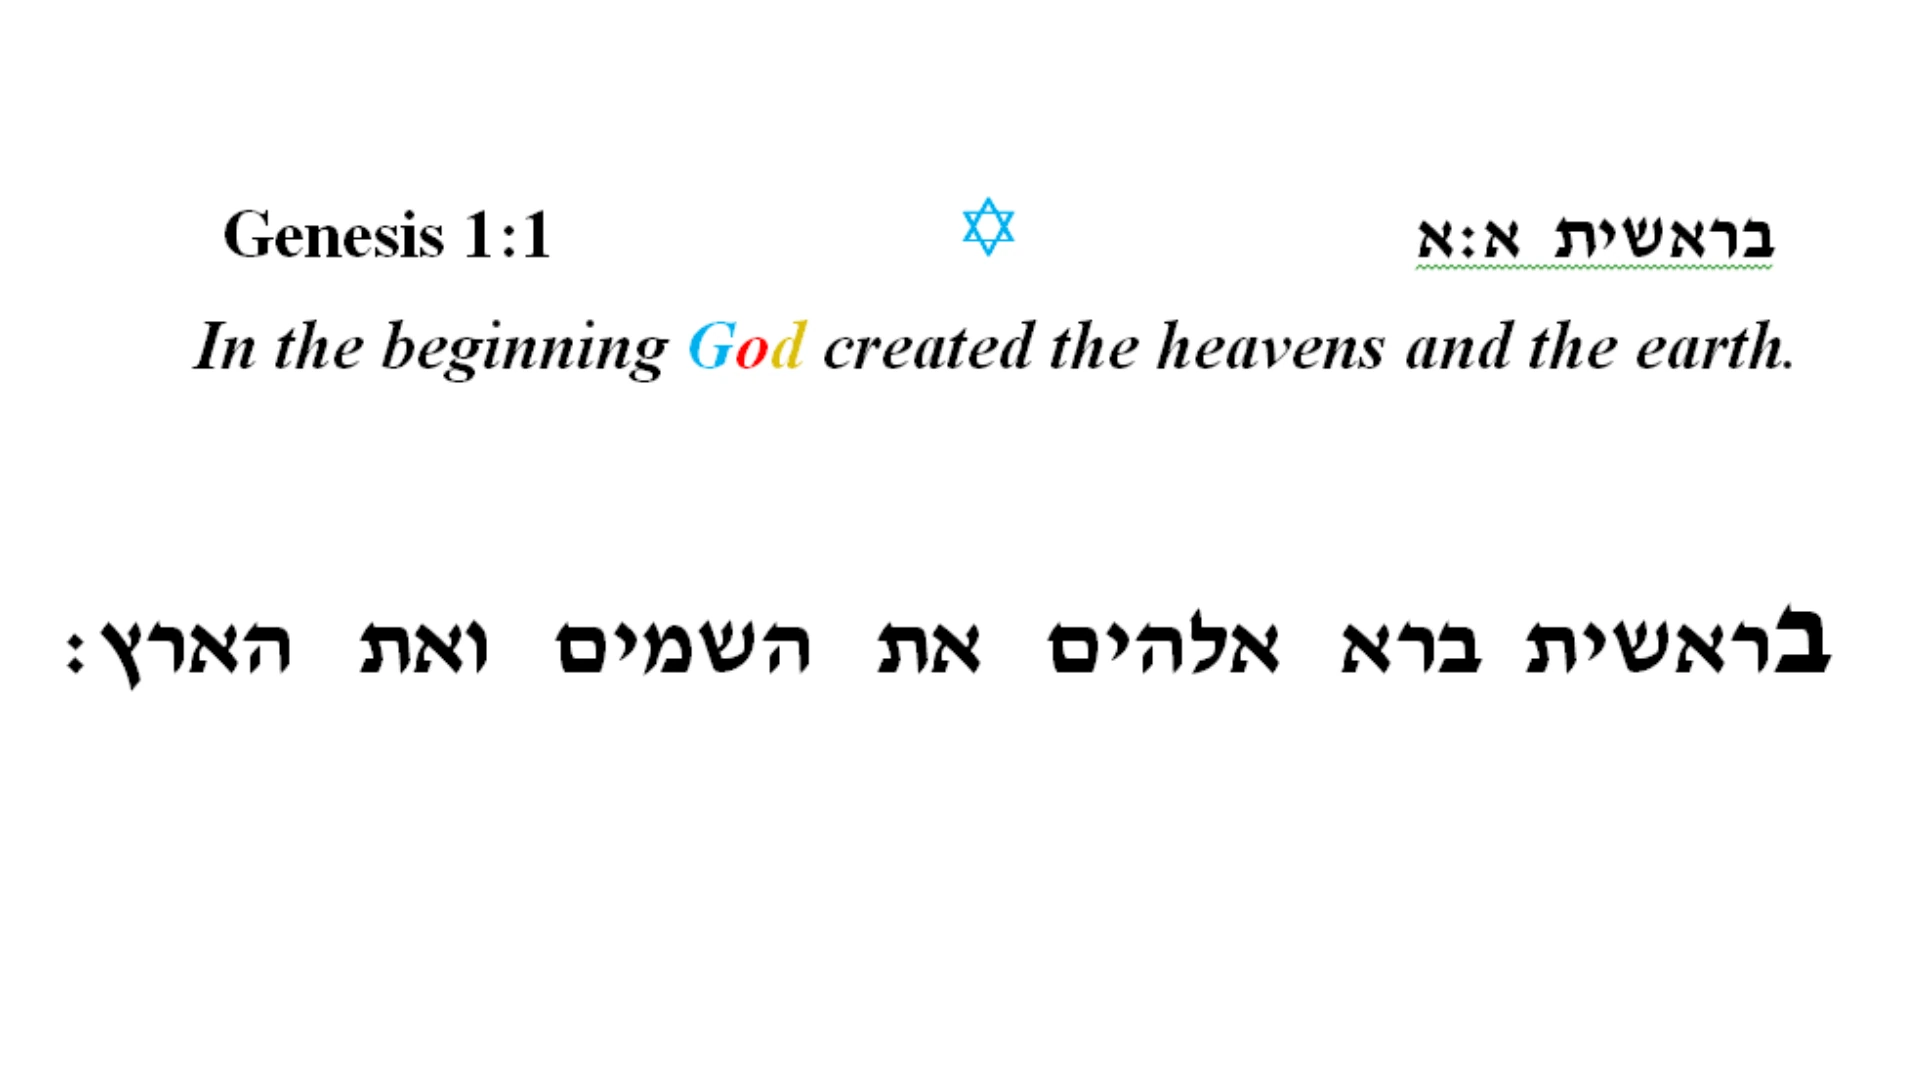 Genesis 1:1 ✡ בראשית א:א
In the beginning God created the heavens and the earth.
בראשית ברא אלהים את השמים ואת הארץ: